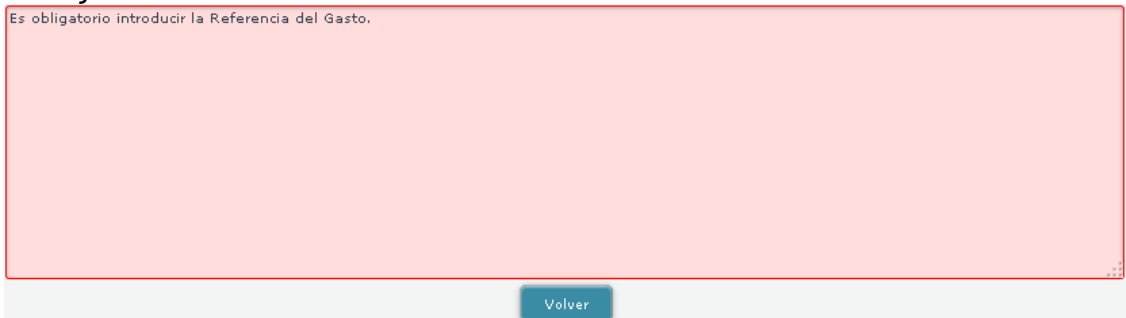 Es obligatorio introducir la Referencia del Gasto.
Volver